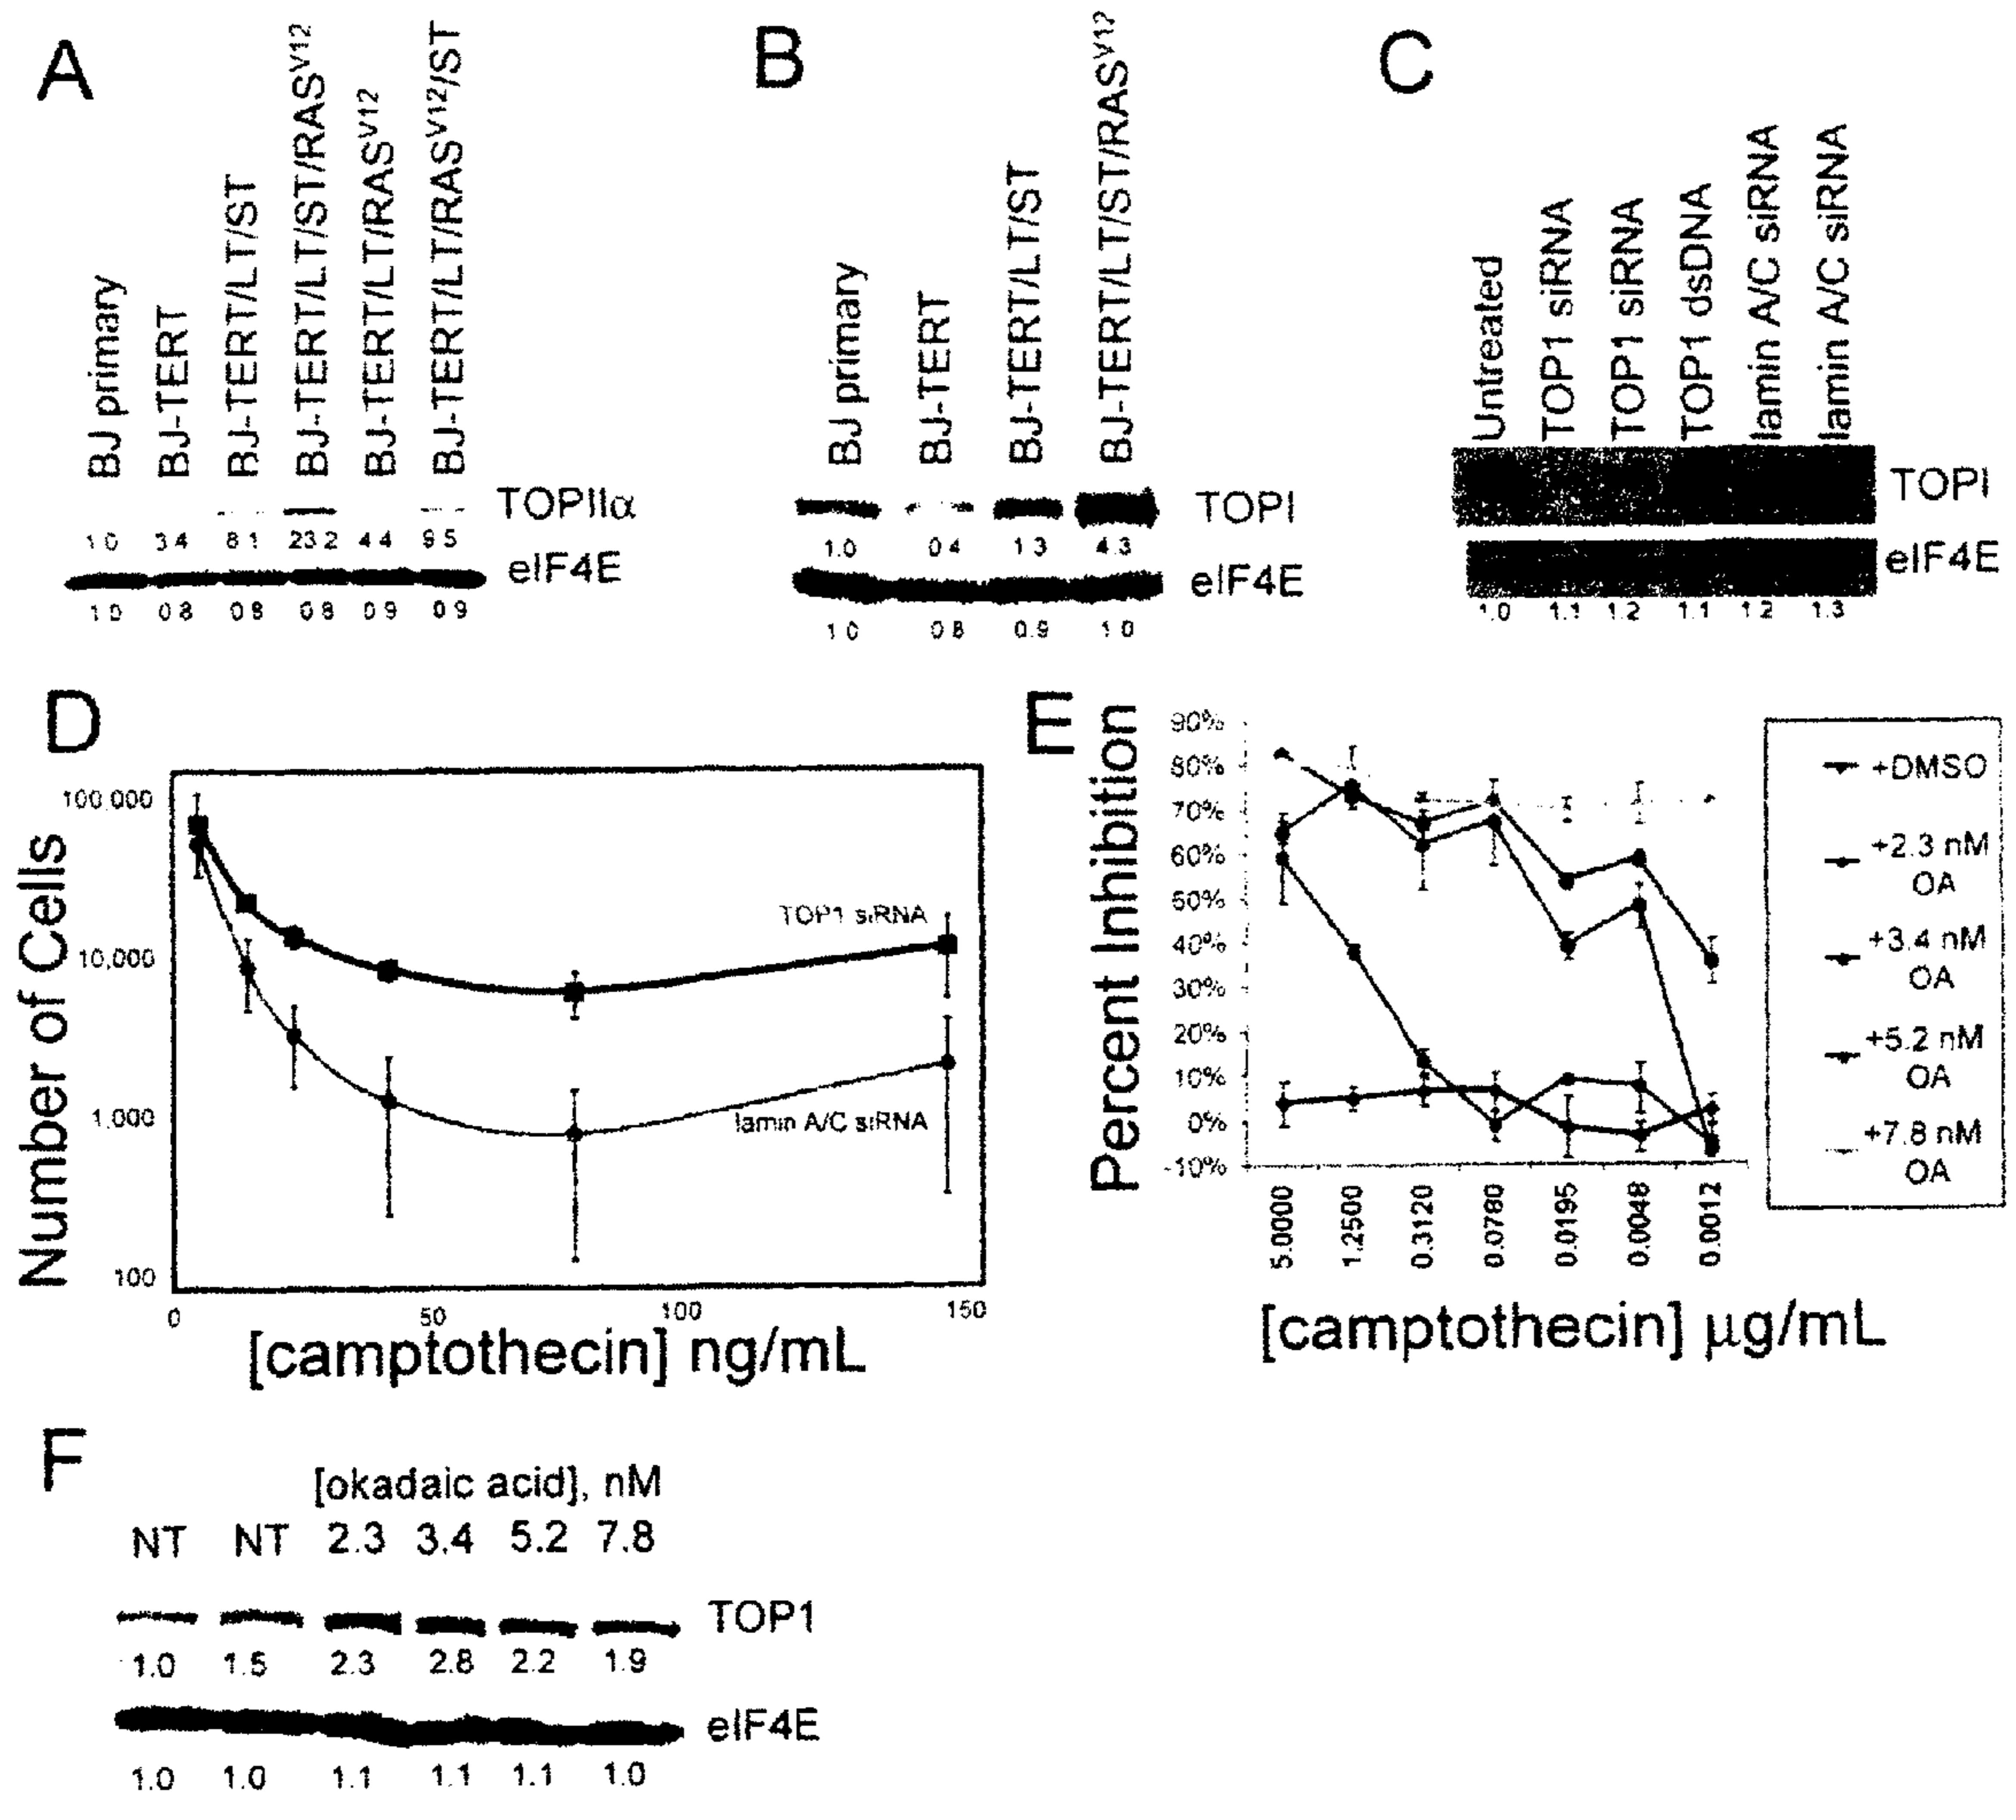 A
BJ primary
BJ-TERT
BJ-TERT/LT/ST
BJ-TERT/LT/ST/RASV12
BJ-TERT/LT/RASV12
BJ-TERT/LT/RASV12/ST
TOPIIα
1 0 3 4 8 1 23 2 4 4 9 5
eIF4E
1 0 0 8 0 8 0 8 0 9 0 9
B
BJ primary
BJ-TERT
BJ-TERT/LT/ST
BJ-TERT/LT/ST/RASV12
TOPI
1.0 0 4 1 3 4.3
eIF4E
1 0 0 8 0.9 1 0
C
Untreated
TOP1 siRNA
TOP1 siRNA
TOP1 dsDNA
lamin A/C siRNA
lamin A/C siRNA
TOPI
eIF4E
1.0 1.1 1.2 1.1 1.2 1.3
D
Number of Cells
100,000
10,000
1,000
100
TOP1 siRNA
lamin A/C siRNA
0 50 100 150
[camptothecin] ng/mL
E
Percent Inhibition
90%
80%
70%
60%
50%
40%
30%
20%
10%
0%
-10%
5.0000
1.2500
0.3120
0.0780
0.0195
0.0048
0.0012
[camptothecin] µg/mL
+DMSO
+2.3 nM
OA
+3.4 nM
OA
+5.2 nM
OA
+7.8 nM
OA
F
[okadaic acid], nM
NT NT 2.3 3.4 5.2 7.8
TOP1
1.0 1.5 2.3 2.8 2.2 1.9
eIF4E
1.0 1.0 1.1 1.1 1.1 1.0